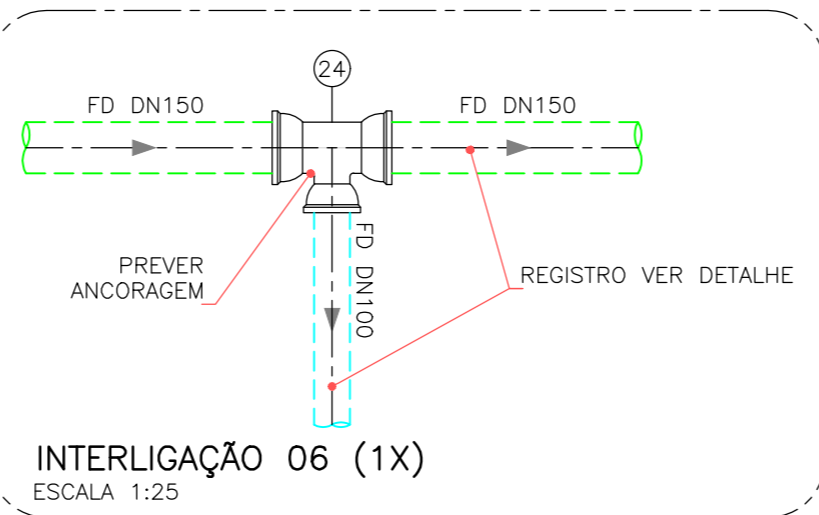 24
FD DN150
FD DN150
FD DN100
PREVER
ANCORAGEM
REGISTRO VER DETALHE
INTERLIGAÇÃO 06 (1X)
ESCALA 1:25